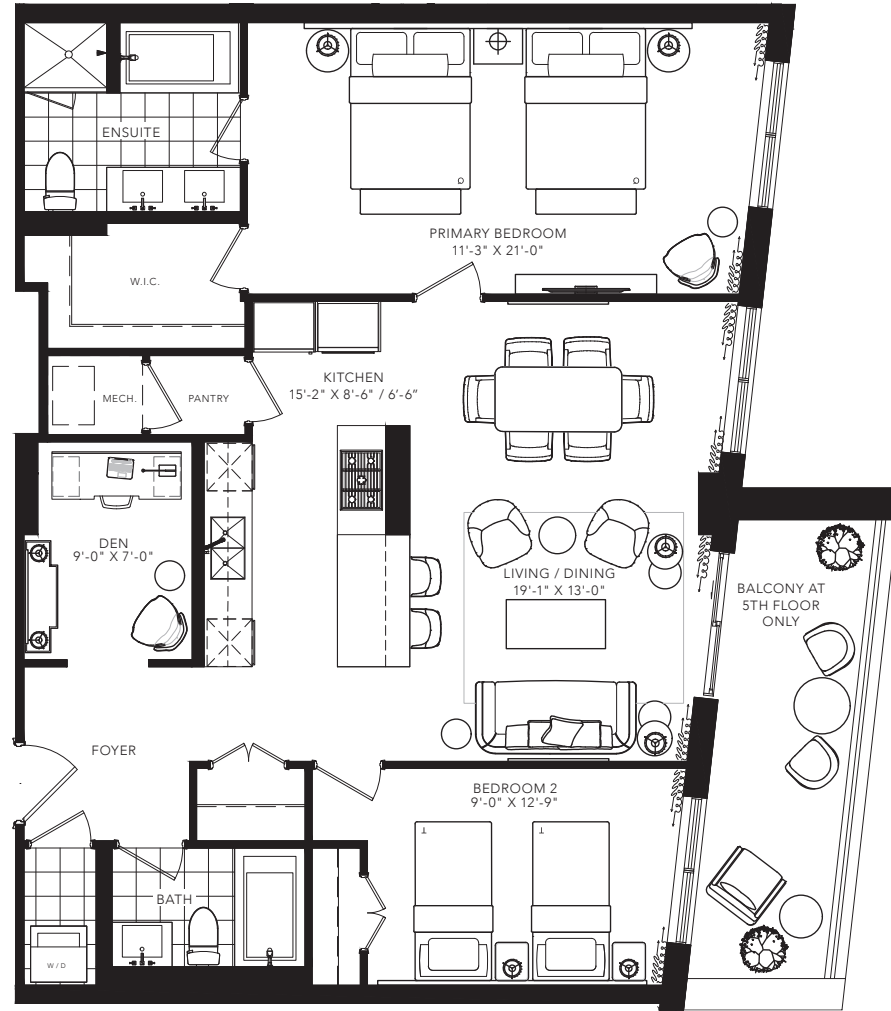 ENSUITE
PRIMARY BEDROOM
11'-3" X 21'-0"
W.I.C.
KITCHEN
15'-2" X 8'-6" / 6'-6"
MECH.
PANTRY
DEN
9'-0" X 7'-0"
LIVING / DINING
19'-1" X 13'-0"
BALCONY AT
5TH FLOOR
ONLY
FOYER
BEDROOM 2
9'-0" X 12'-9"
BATH
W/D